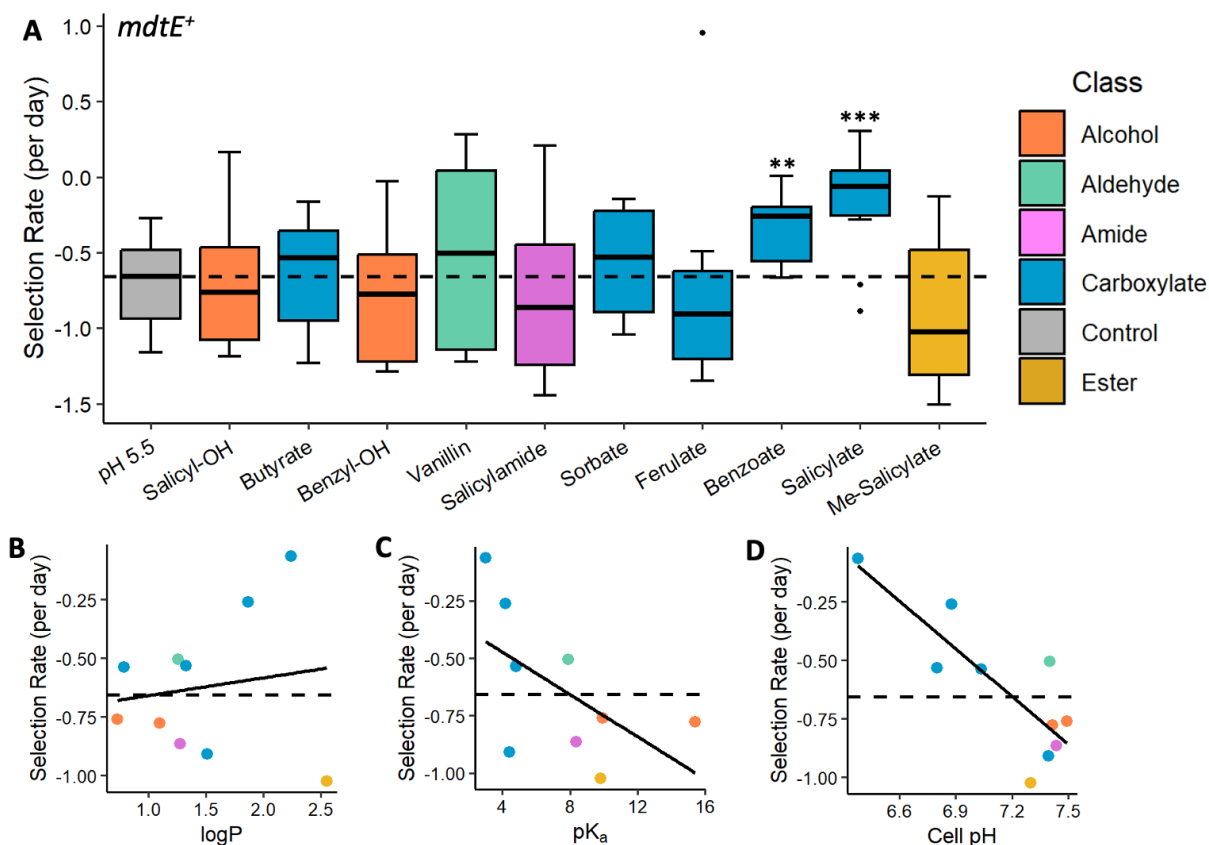 A
mdtE⁺
Selection Rate (per day)
1.0
0.5
0.0
-0.5
-1.0
-1.5
**
***
pH 5.5
Salicyl-OH
Butyrate
Benzyl-OH
Vanillin
Salicylamide
Sorbate
Ferulate
Benzoate
Salicylate
Me-Salicylate
Class
Alcohol
Aldehyde
Amide
Carboxylate
Control
Ester
B
Selection Rate (per day)
-0.25
-0.50
-0.75
-1.00
1.0
1.5
2.0
2.5
logP
C
Selection Rate (per day)
-0.25
-0.50
-0.75
-1.00
4
8
12
16
pKₐ
D
Selection Rate (per day)
-0.25
-0.50
-0.75
-1.00
6.6
6.9
7.2
7.5
Cell pH